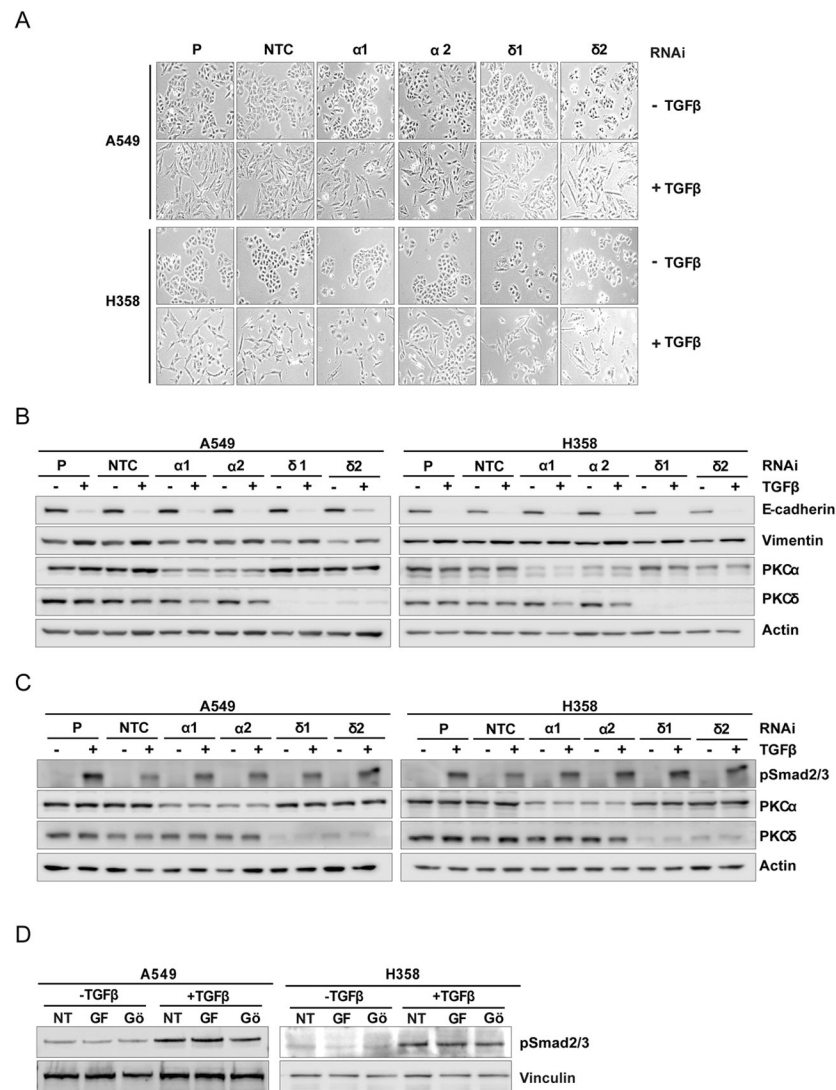 A
P NTC α1 α 2 δ1 δ2 RNAi
A549
- TGFβ
+ TGFβ
H358
- TGFβ
+ TGFβ
B
A549 H358
P NTC α1 α2 δ 1 δ2 P NTC α1 α 2 δ1 δ2 RNAi
- + - + - + - + - + - + - + - + - + - + - + - + TGFβ
E-cadherin
Vimentin
PKCα
PKCδ
Actin
C
A549 H358
P NTC α1 α2 δ1 δ2 P NTC α1 α2 δ1 δ2 RNAi
- + - + - + - + - + - + - + - + - + - + - + - + TGFβ
pSmad2/3
PKCα
PKCδ
Actin
D
A549 H358
-TGFβ +TGFβ -TGFβ +TGFβ
NT GF Gö NT GF Gö NT GF Gö NT GF Gö
pSmad2/3
Vinculin